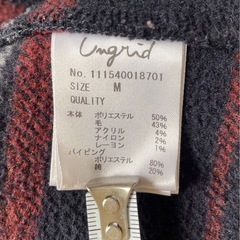 Ungrid
No. 111540018701
SIZE M
QUALITY
本体 ポリエステル 50%
毛 43%
アクリル 4%
ナイロン 2%
レーヨン 1%
パイピング
ポリエステル 80%
綿 20%